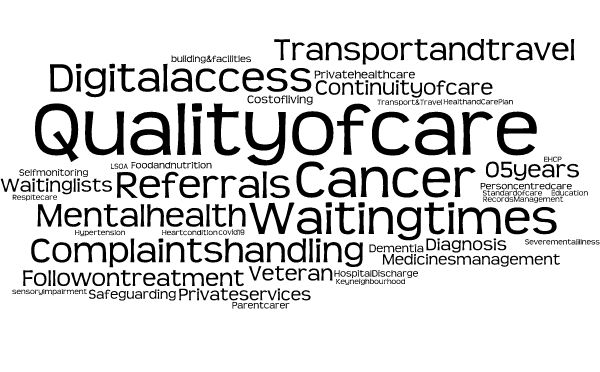 Transportandtravel
building&facilities
Digitalaccess Privatehealthcare
Continuityofcare
Costofliving
Transport&Travel HealthandCarePlan
Qualityofcare
LSOA Foodandnutrition
EHCP
Selfmonitoring
Waitinglists Referrals Cancer 05years
Personcentredcare
Respitecare
Standardofcare Education
RecordsManagement
Mentalhealth Waitingtimes
Hypertension Heartcondition covid19
Complaintshandling Dementia Diagnosis Severementalillness
Medicinesmanagement
Followontreatment Veteran HospitalDischarge
Keyneighbourhood
SensoryImpairment Safeguarding Privateservices
Parentcarer